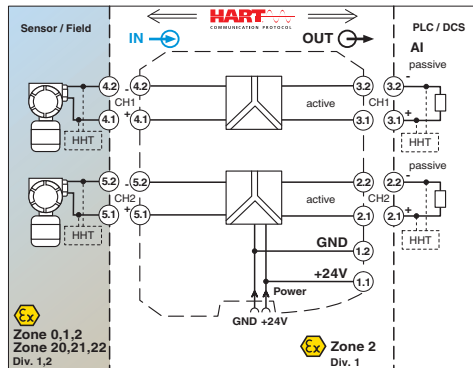 Sensor / Field
HART
COMMUNICATION PROTOCOL
PLC / DCS
IN
OUT
AI
passive
4.2
-
4.2
3.2
3.2
-
CH1
active
CH1
4.1
+
4.1
3.1
3.1
+
HHT
HHT
passive
5.2
-
5.2
2.2
2.2
-
CH2
active
CH2
5.1
+
5.1
2.1
2.1
+
HHT
HHT
GND
1.2
+24V
1.1
Power
GND +24V
Ex
Zone 0,1,2
Zone 20,21,22
Div. 1,2
Ex
Zone 2
Div. 1